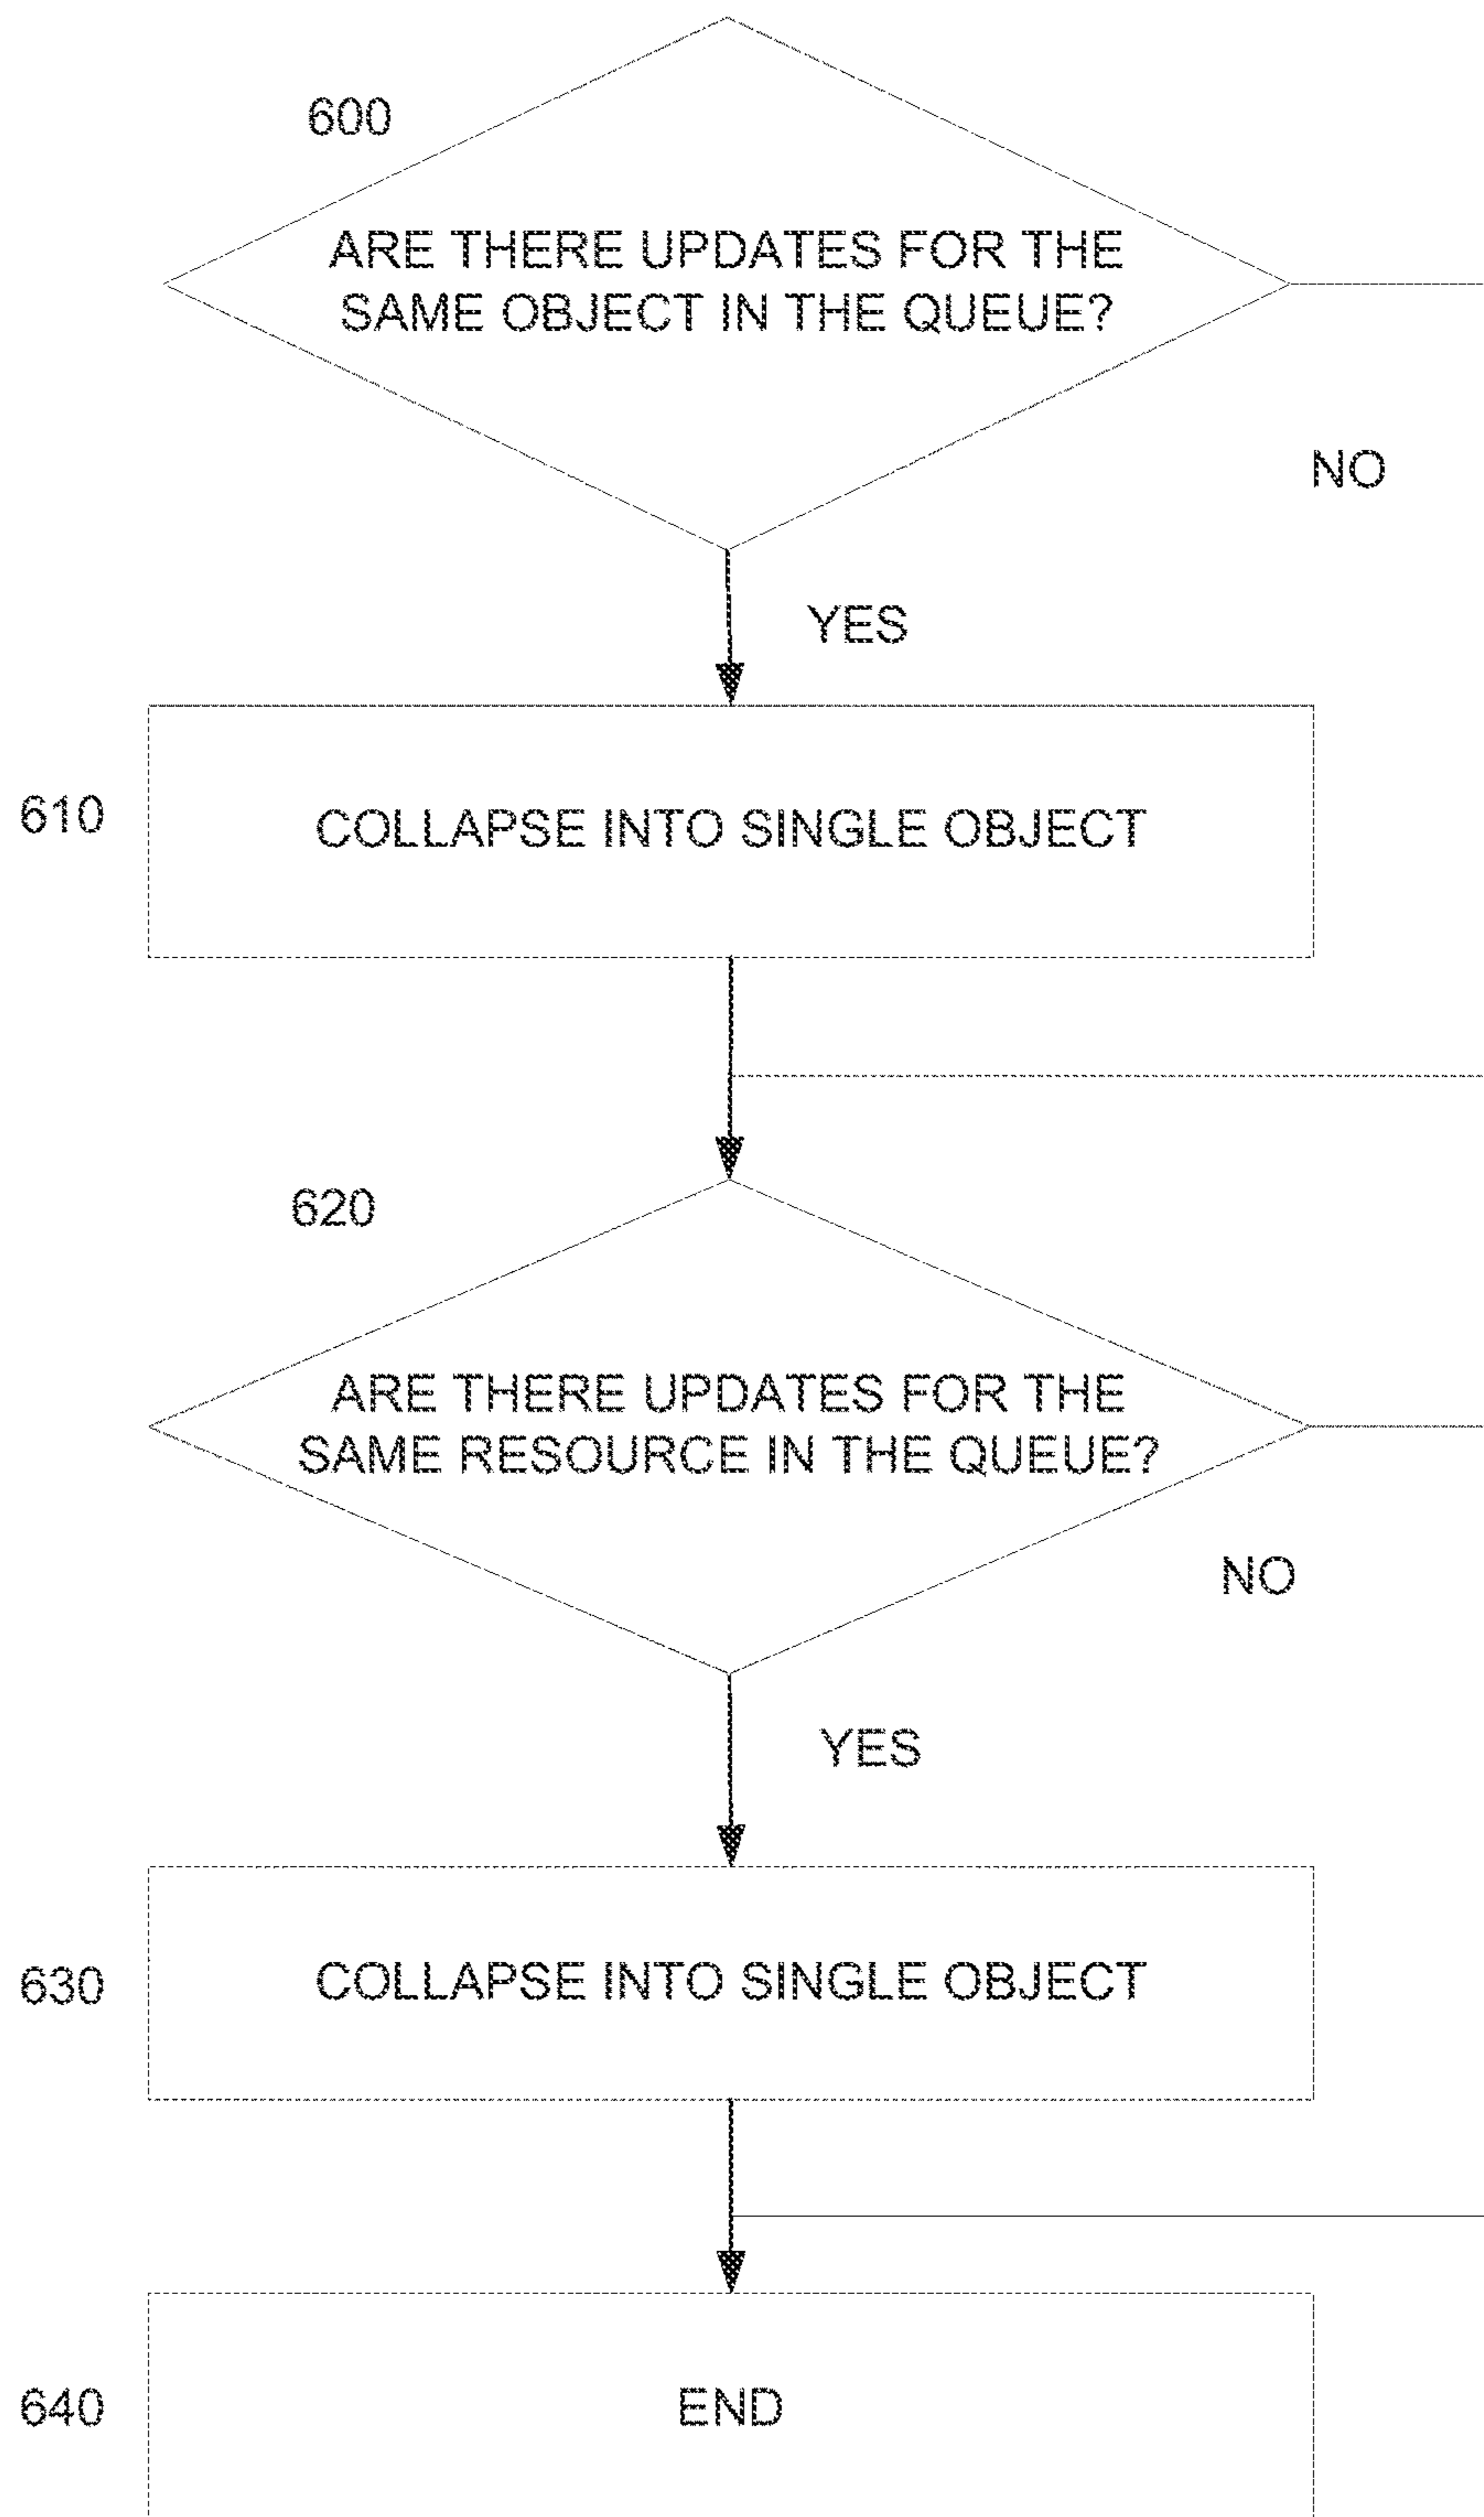 600
ARE THERE UPDATES FOR THE
SAME OBJECT IN THE QUEUE?
NO
YES
610
COLLAPSE INTO SINGLE OBJECT
620
ARE THERE UPDATES FOR THE
SAME RESOURCE IN THE QUEUE?
NO
YES
630
COLLAPSE INTO SINGLE OBJECT
640
END